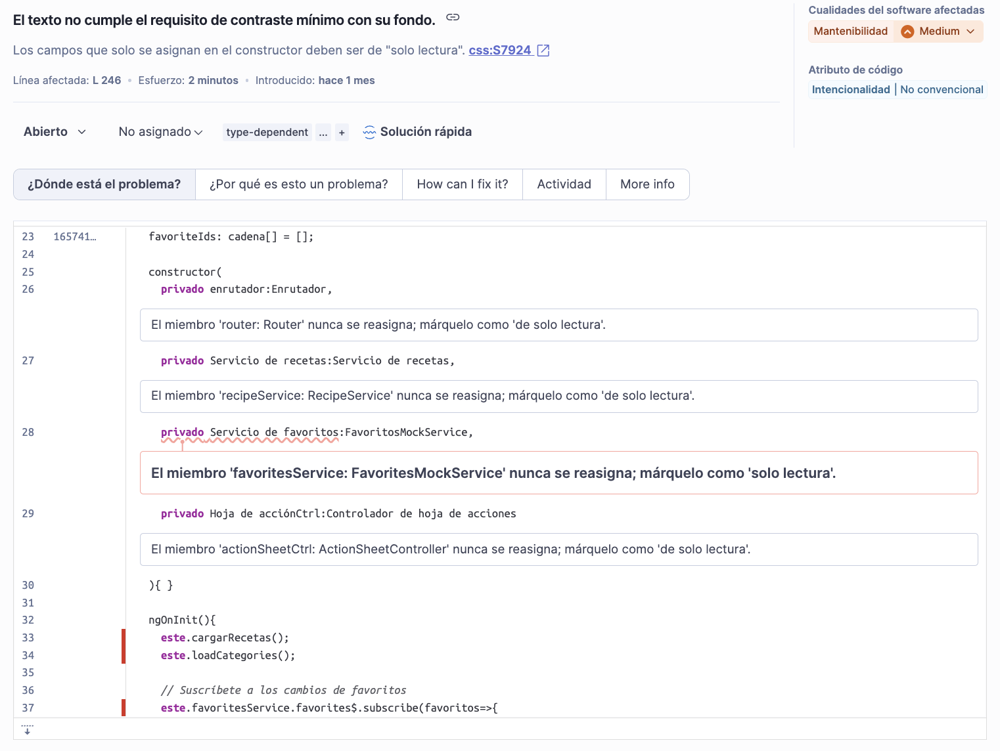 El texto no cumple el requisito de contraste mínimo con su fondo.
Los campos que solo se asignan en el constructor deben ser de "solo lectura". css:S7924
Línea afectada: L 246 • Esfuerzo: 2 minutos • Introducido: hace 1 mes
Cualidades del software afectadas
Mantenibilidad Medium
Atributo de código
Intencionalidad | No convencional
Abierto No asignado type-dependent ... + Solución rápida
¿Dónde está el problema? ¿Por qué es esto un problema? How can I fix it? Actividad More info
23 165741… favoriteIds: cadena[] = [];
24
25 constructor(
26 privado enrutador:Enrutador,
El miembro 'router: Router' nunca se reasigna; márquelo como 'de solo lectura'.
27 privado Servicio de recetas:Servicio de recetas,
El miembro 'recipeService: RecipeService' nunca se reasigna; márquelo como 'de solo lectura'.
28 privado Servicio de favoritos:FavoritosMockService,
El miembro 'favoritesService: FavoritesMockService' nunca se reasigna; márquelo como 'solo lectura'.
29 privado Hoja de acciónCtrl:Controlador de hoja de acciones
El miembro 'actionSheetCtrl: ActionSheetController' nunca se reasigna; márquelo como 'de solo lectura'.
30 ){ }
31
32 ngOnInit(){
33 este.cargarRecetas();
34 este.loadCategories();
35
36 // Suscríbete a los cambios de favoritos
37 este.favoritesService.favorites$.subscribe(favoritos=>{